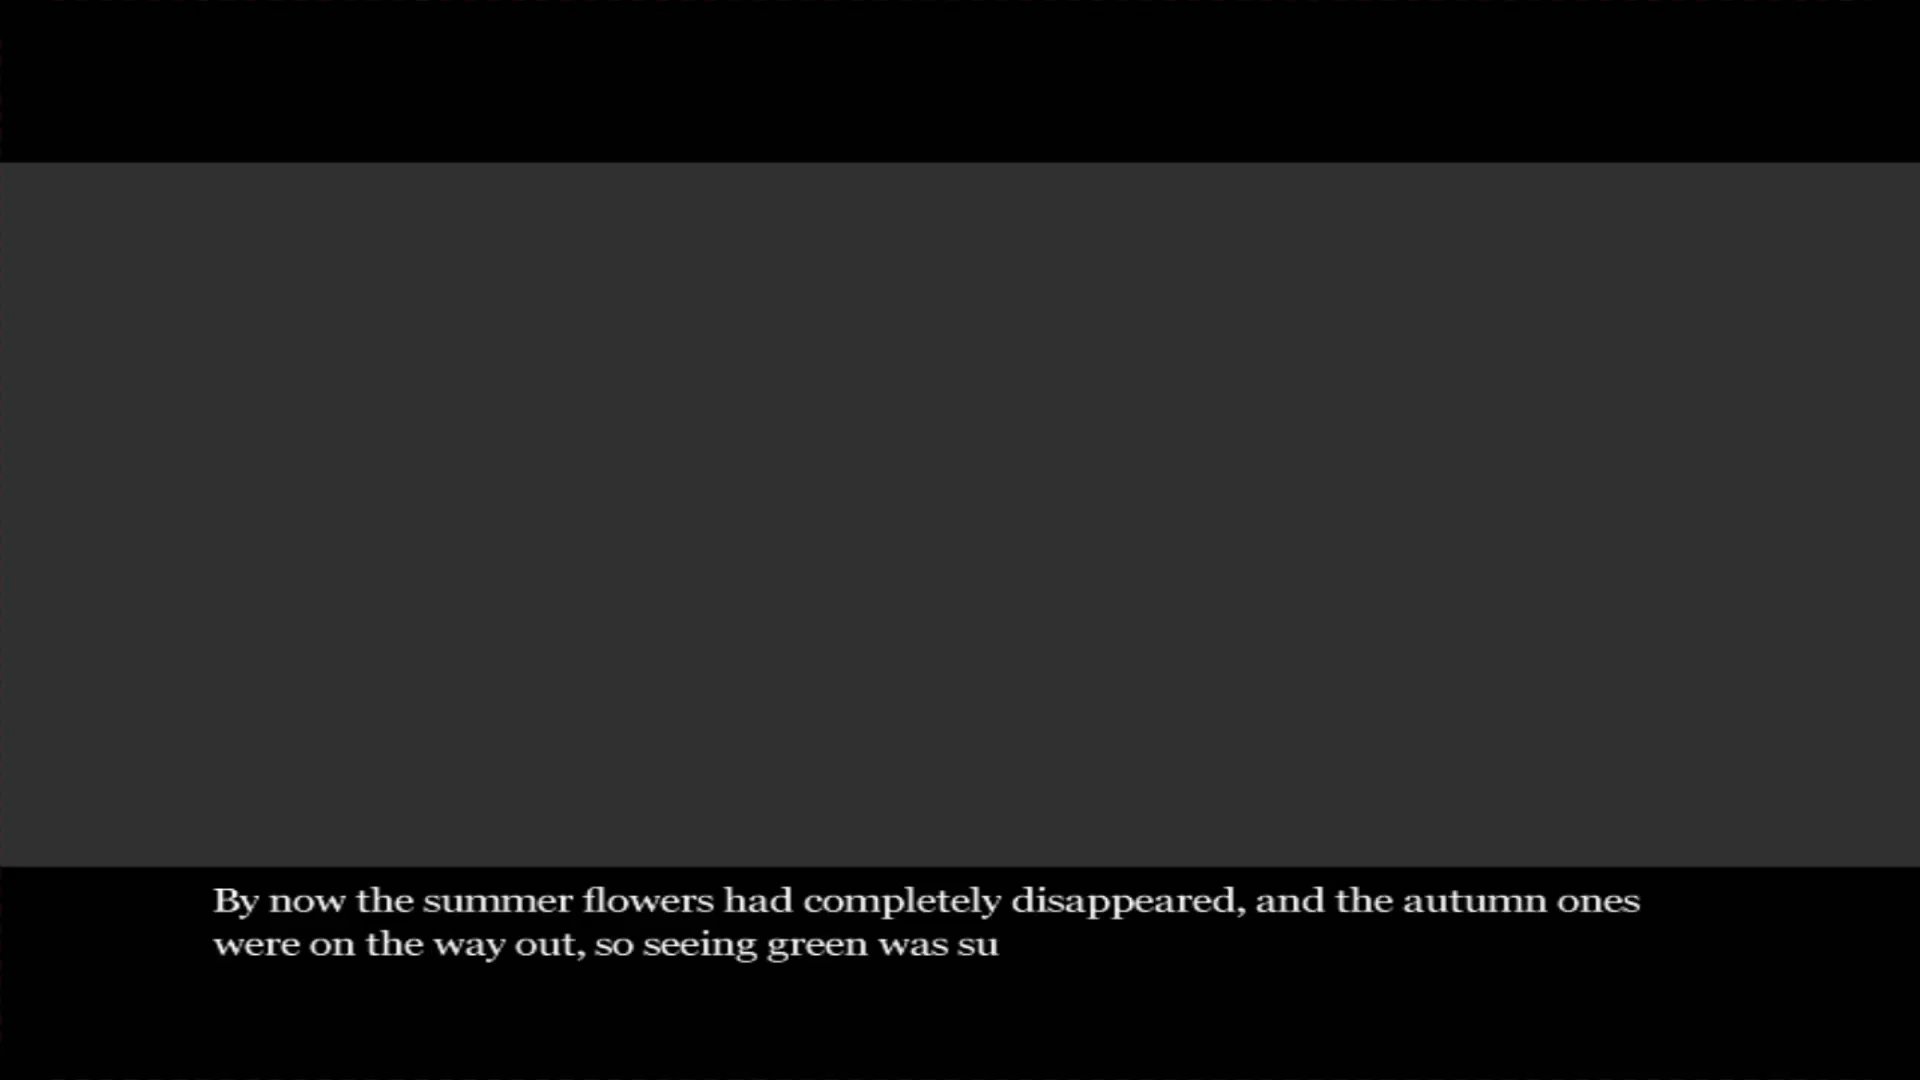 By now the summer flowers had completely disappeared, and the autumn ones
were on the way out, so seeing green was su